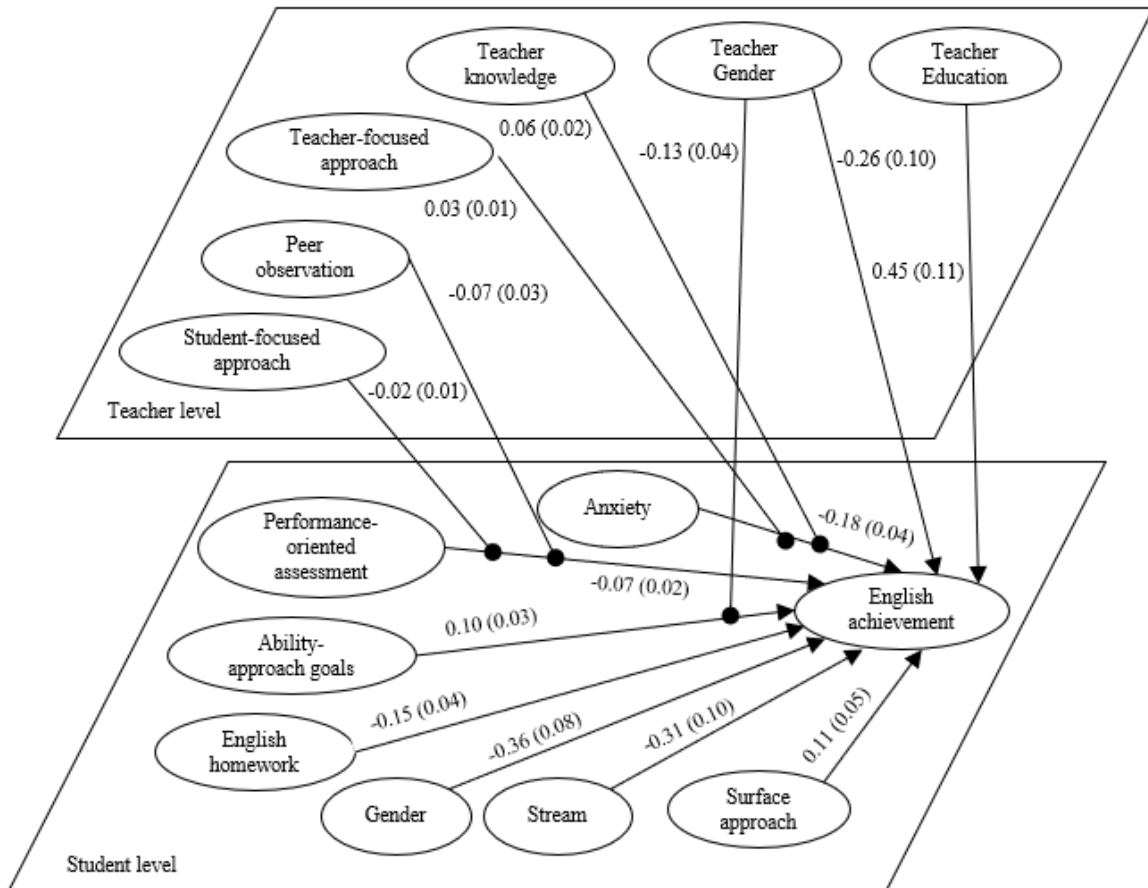 Teacher
knowledge
Teacher
Gender
Teacher
Education
Teacher-focused
approach
0.06 (0.02)
-0.13 (0.04)
-0.26 (0.10)
0.03 (0.01)
Peer
observation
-0.07 (0.03)
0.45 (0.11)
Student-focused
approach
-0.02 (0.01)
Teacher level
Performance-
oriented
assessment
Anxiety
-0.18 (0.04)
-0.07 (0.02)
English
achievement
Ability-
approach goals
0.10 (0.03)
English
homework
-0.15 (0.04)
-0.36 (0.08)
-0.31 (0.10)
0.11 (0.05)
Gender
Stream
Surface
approach
Student level